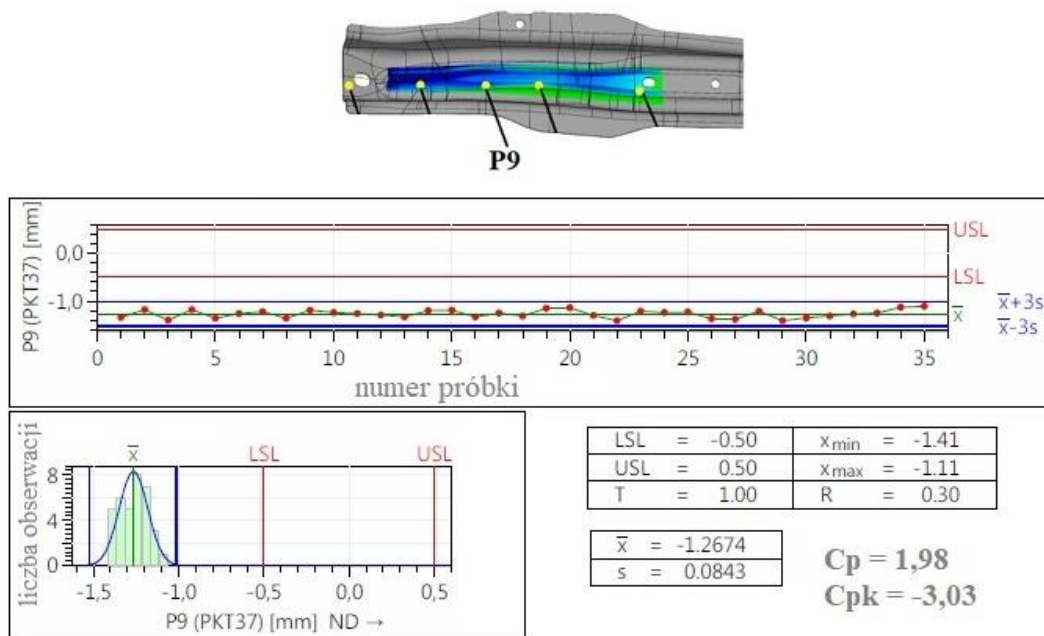 P9
P9 (PKT37) [mm]
0,0
-1,0
USL
LSL
x̅+3s
x̅
x̅-3s
0 5 10 15 20 25 30 35
numer próbki
liczba obserwacji
x̅ LSL USL
8
4
0
-1,5 -1,0 -0,5 0,0 0,5
P9 (PKT37) [mm] ND →
LSL = -0.50 xmin = -1.41
USL = 0.50 xmax = -1.11
T = 1.00 R = 0.30
x̅ = -1.2674
s = 0.0843
Cp = 1,98
Cpk = -3,03